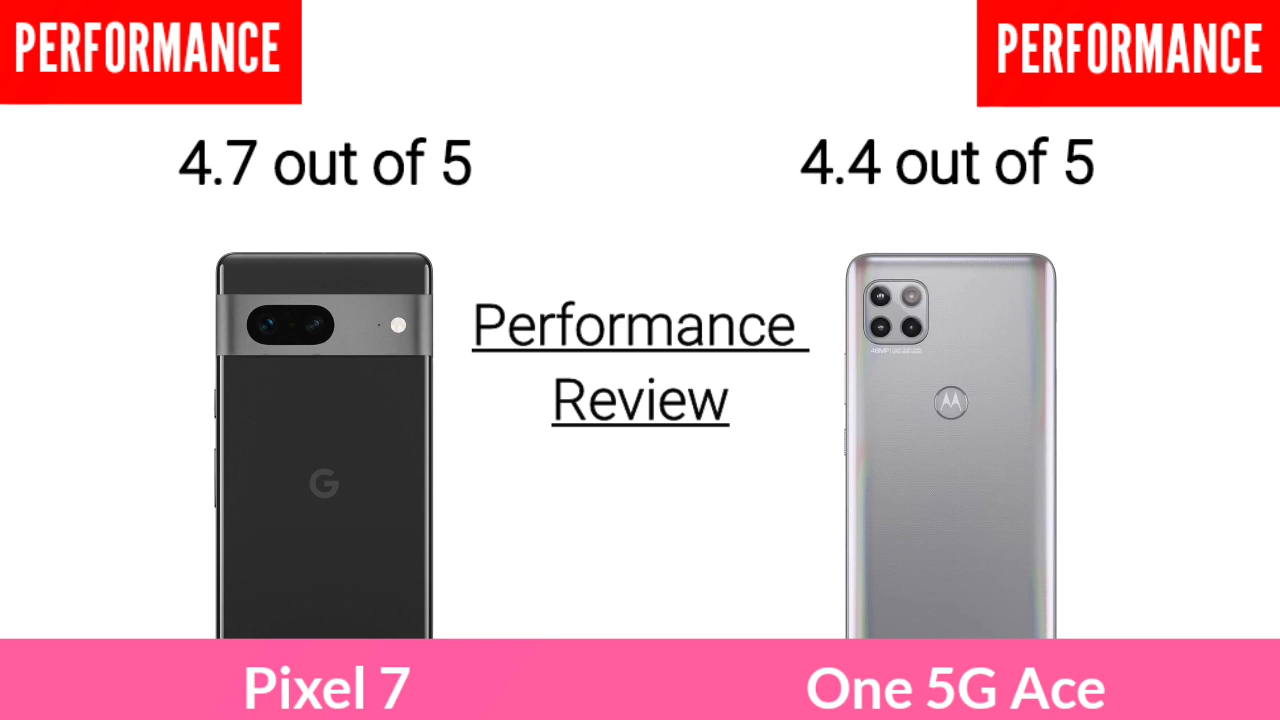 PERFORMANCE
PERFORMANCE
4.7 out of 5
4.4 out of 5
Performance
Review
G
48MP
Pixel 7
One 5G Ace